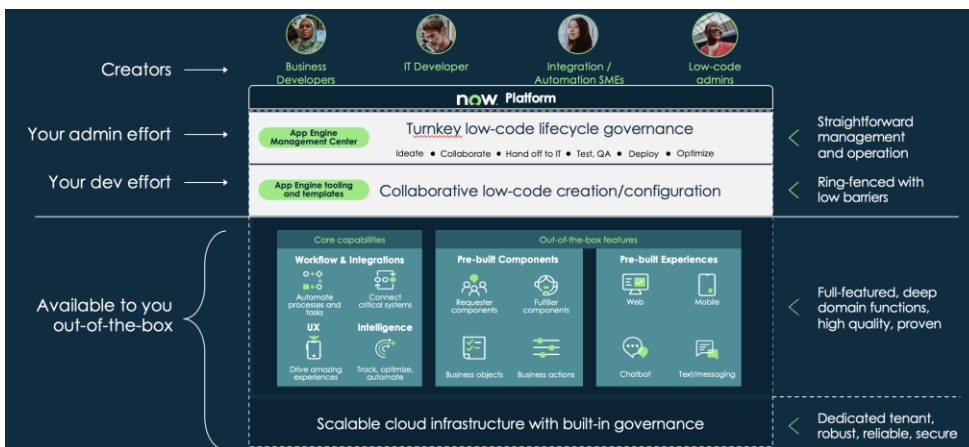 Creators
Business
Developers
IT Developer
Integration /
Automation SMEs
Low-code
admins
now. Platform
Your admin effort
App Engine
Management Center
Turnkey low-code lifecycle governance
Ideate • Collaborate • Hand off to IT • Test, QA • Deploy • Optimize
Straightforward
management
and operation
Your dev effort
App Engine tooling
and templates
Collaborative low-code creation/configuration
Ring-fenced with
low barriers
Available to you
out-of-the-box
Core capabilities
Workflow & Integrations
Automate
processes and
tasks
Connect
critical systems
UX
Intelligence
Drive amazing
experiences
Track, optimize,
automate
Out-of-the-box features
Pre-built Components
Requester
components
Fulfiller
components
Business objects
Business actions
Pre-built Experiences
Web
Mobile
Chatbot
Text/messaging
Full-featured, deep
domain functions,
high quality, proven
Scalable cloud infrastructure with built-in governance
Dedicated tenant,
robust, reliable, secure